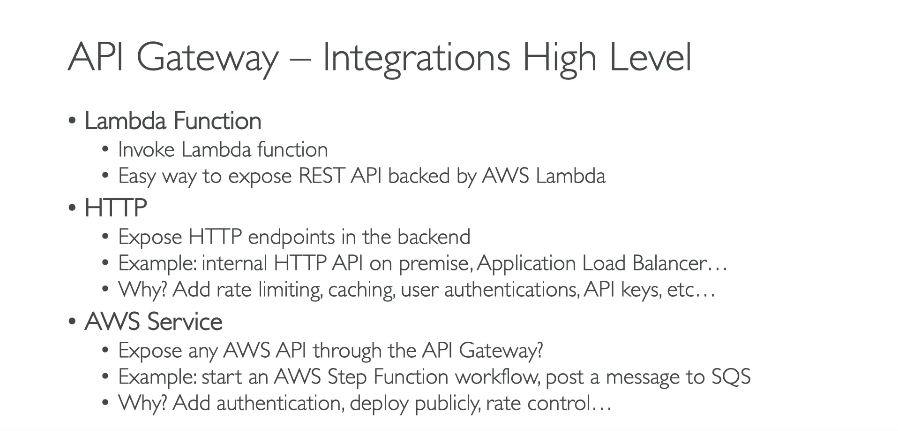 API Gateway – Integrations High Level
• Lambda Function
• Invoke Lambda function
• Easy way to expose REST API backed by AWS Lambda
• HTTP
• Expose HTTP endpoints in the backend
• Example: internal HTTP API on premise, Application Load Balancer…
• Why? Add rate limiting, caching, user authentications, API keys, etc…
• AWS Service
• Expose any AWS API through the API Gateway?
• Example: start an AWS Step Function workflow, post a message to SQS
• Why? Add authentication, deploy publicly, rate control…